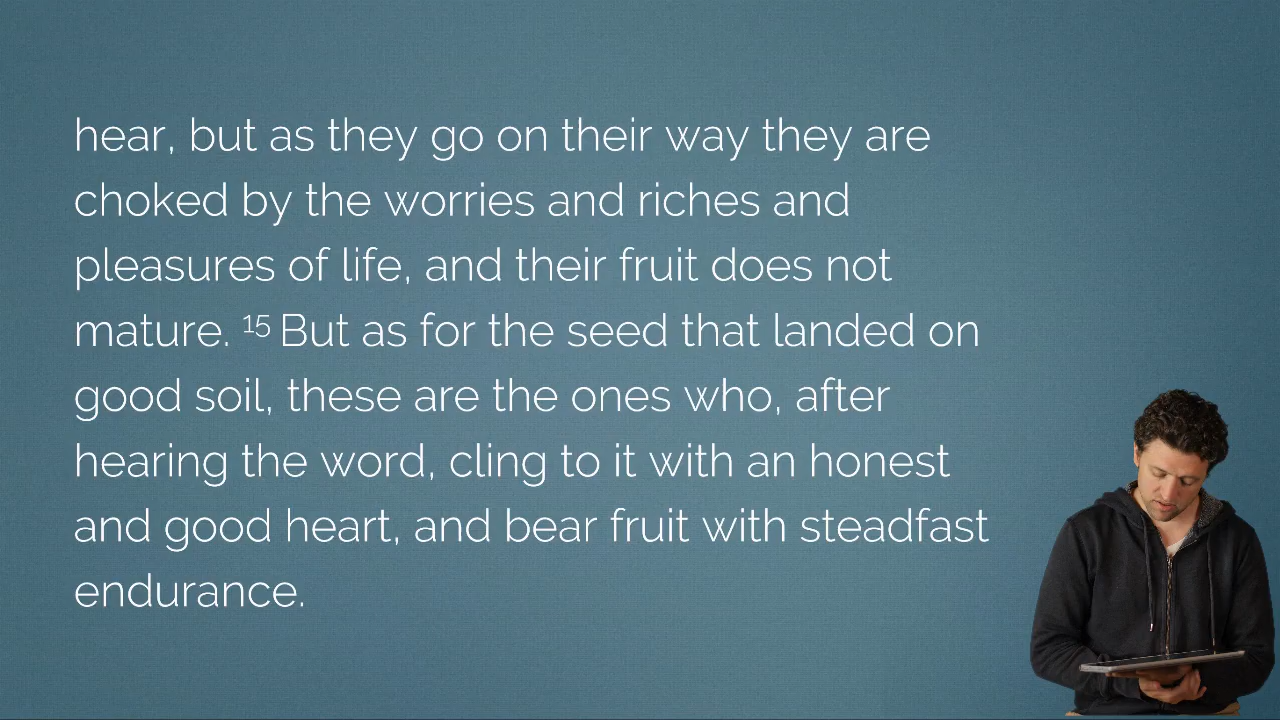 hear, but as they go on their way they are
choked by the worries and riches and
pleasures of life, and their fruit does not
mature. 15 But as for the seed that landed on
good soil, these are the ones who, after
hearing the word, cling to it with an honest
and good heart, and bear fruit with steadfast
endurance.